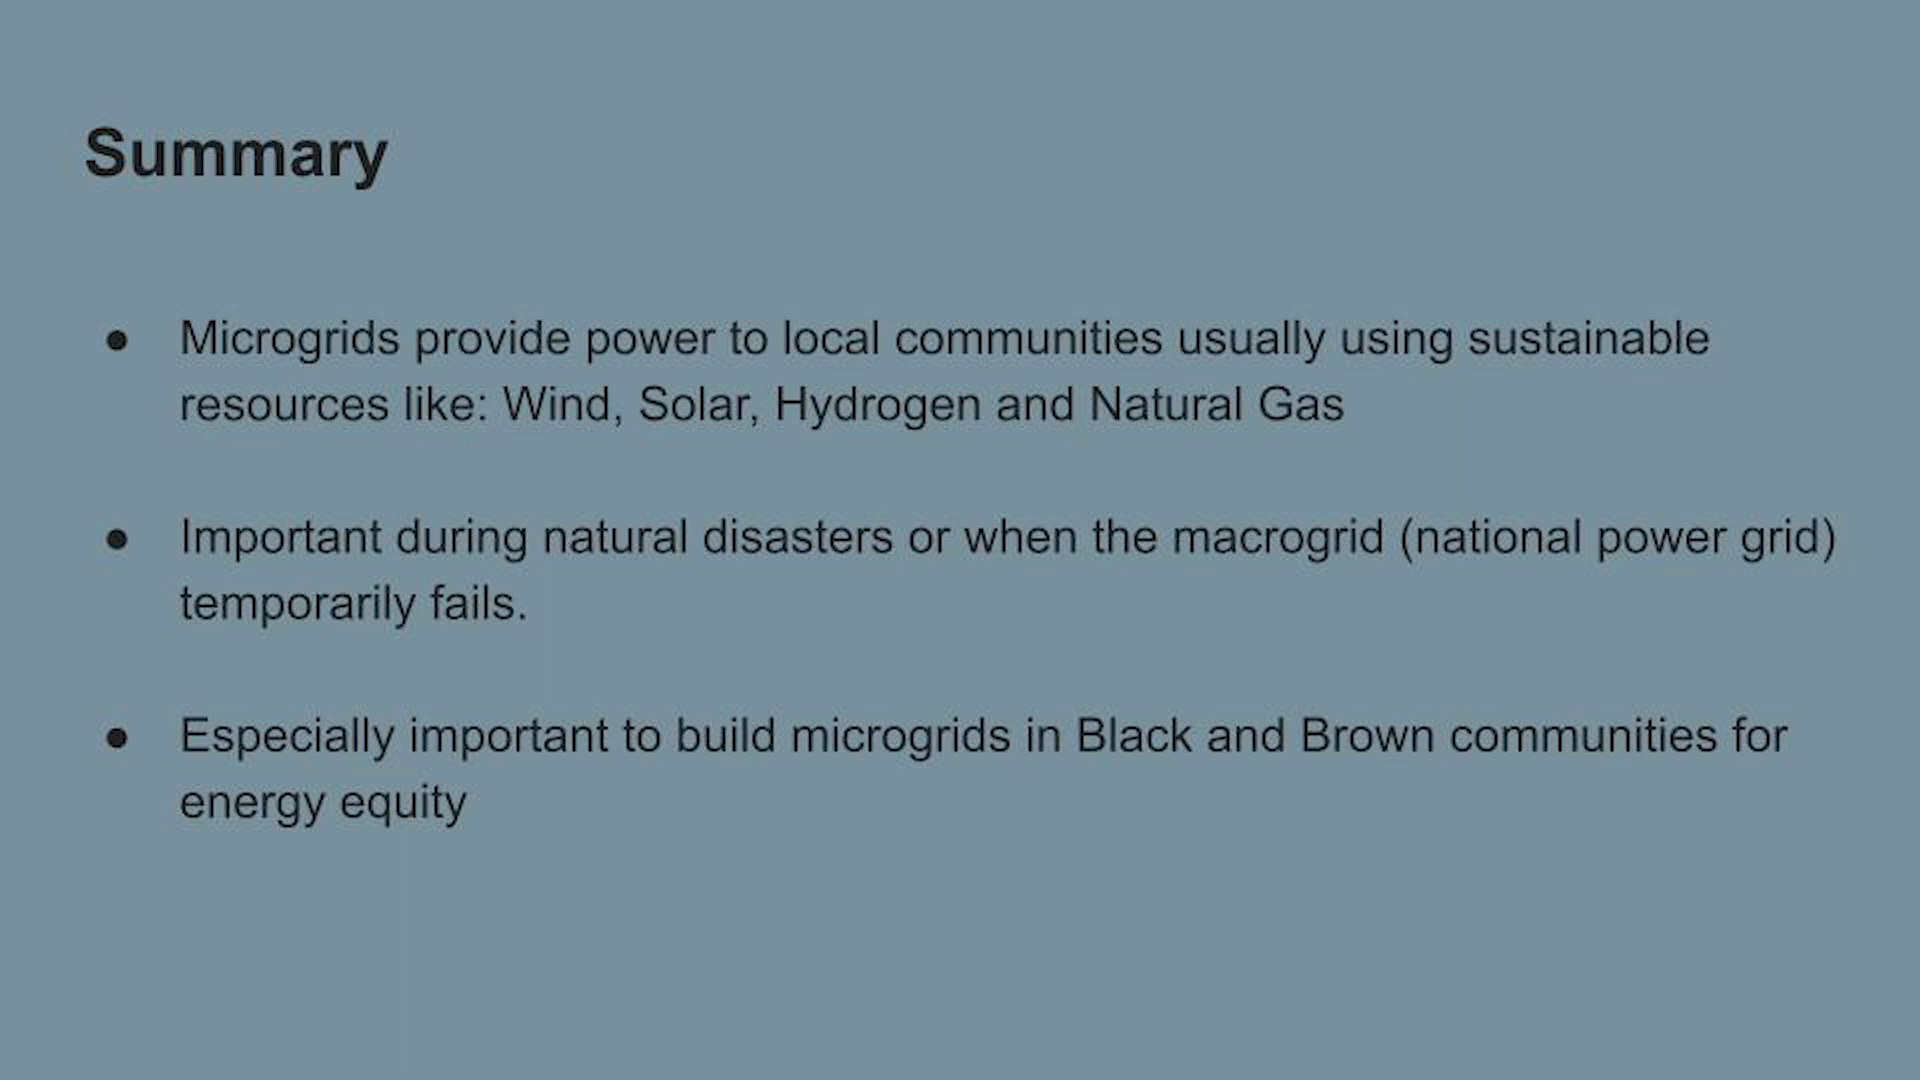 Summary
● Microgrids provide power to local communities usually using sustainable
resources like: Wind, Solar, Hydrogen and Natural Gas
● Important during natural disasters or when the macrogrid (national power grid)
temporarily fails.
● Especially important to build microgrids in Black and Brown communities for
energy equity